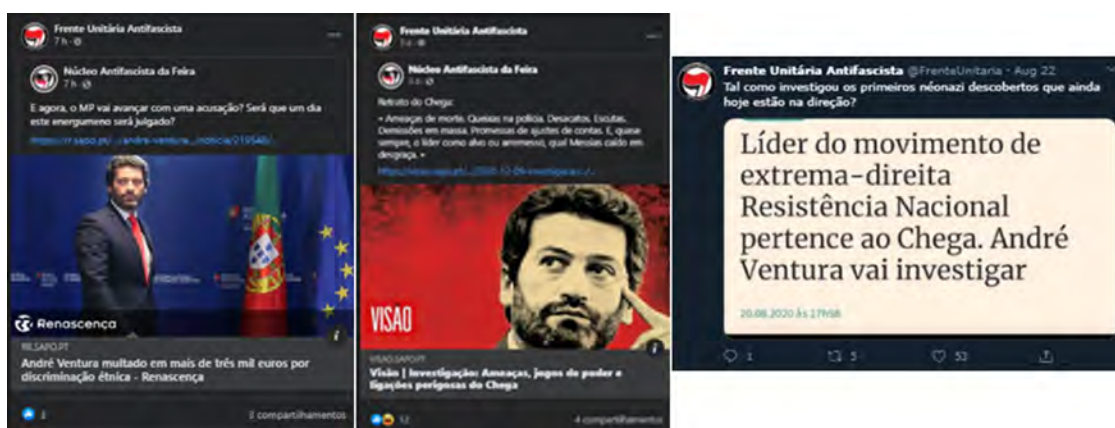 Frente Unitária Antifascista
7 h
Núcleo Antifascista da Feira
7 h
E agora, o MP vai avançar com uma acusação? Será que um dia
este energumeno será julgado?
Renascença
RR.SAPO.PT
André Ventura multado em mais de três mil euros por
discriminação étnica - Renascença
3 compartilhamentos
Frente Unitária Antifascista
Núcleo Antifascista da Feira
Retrato do Chega:
Ameaças de morte. Queixas na polícia. Desacatos. Escutas.
Demissões em massa. Promessas de ajustes de contas. E, quase
sempre, o líder como alvo ou arremesso, qual Messias caído em
desgraça.
VISAO
VISAO.SAPO.PT
Visão | Investigação: Ameaças, jogos de poder e
ligações perigosas do Chega
12
4 compartilhamentos
Frente Unitária Antifascista @FrenteUnitaria · Aug 22
Tal como investigou os primeiros néonazi descobertos que ainda
hoje estão na direção?
Líder do movimento de
extrema-direita
Resistência Nacional
pertence ao Chega. André
Ventura vai investigar
20.08.2020 às 17h58
1
5
53